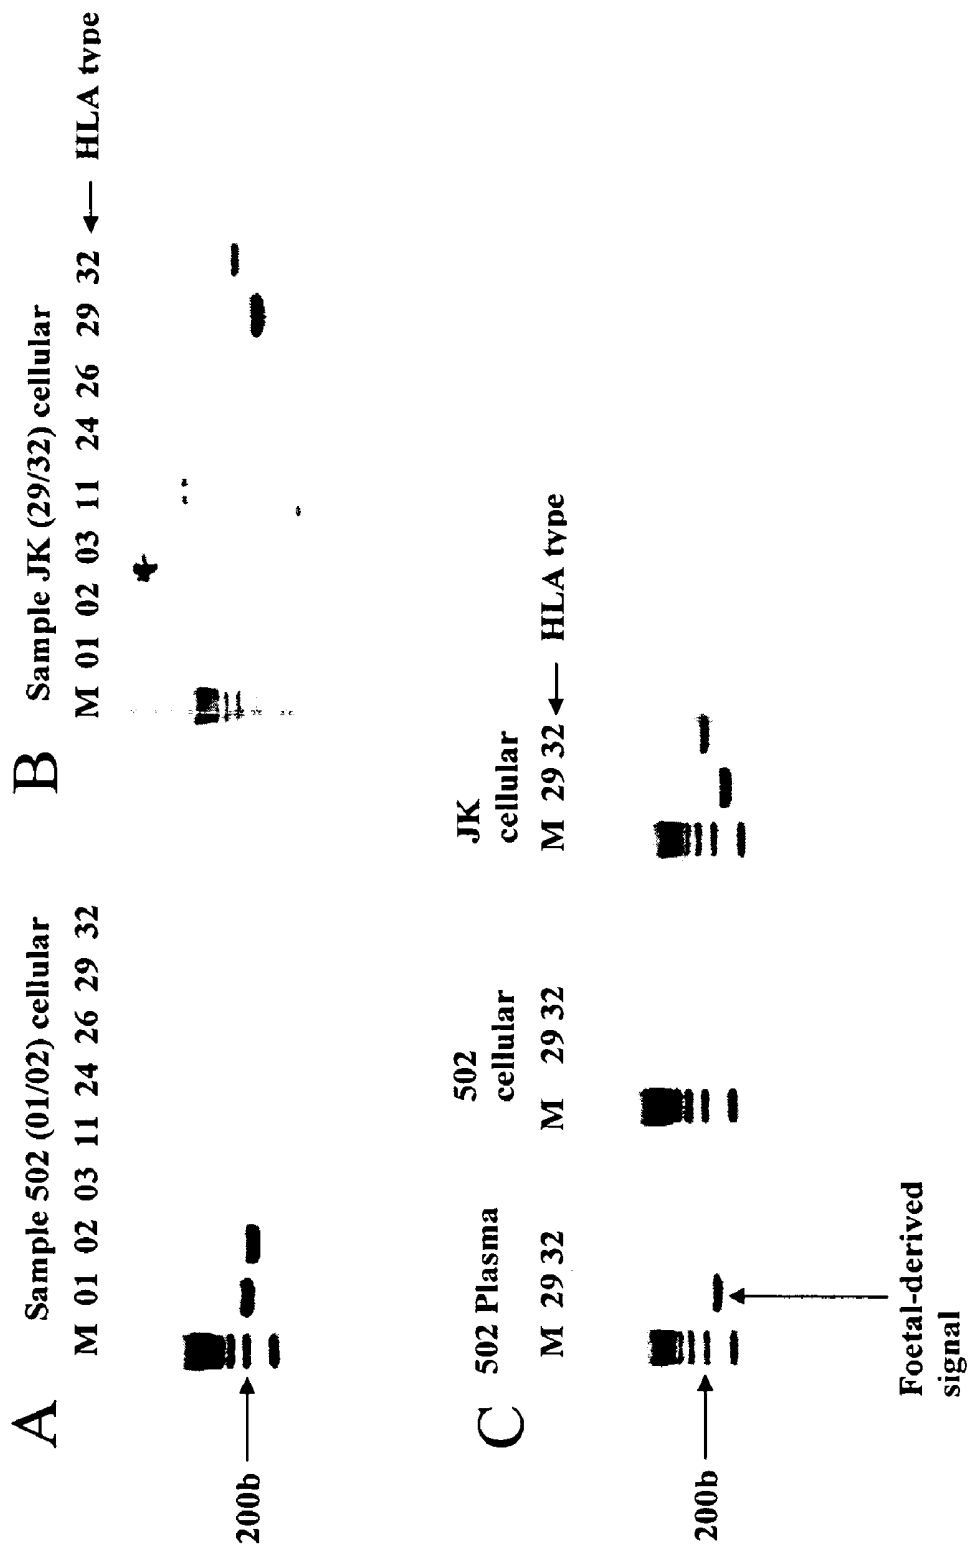 A
Sample 502 (01/02) cellular
M 01 02 03 11 24 26 29 32
200b
B
Sample JK (29/32) cellular
M 01 02 03 11 24 26 29 32 ← HLA type
C
502 Plasma
M 29 32
502
cellular
M 29 32
JK
cellular
M 29 32 ← HLA type
200b
Foetal-derived
signal